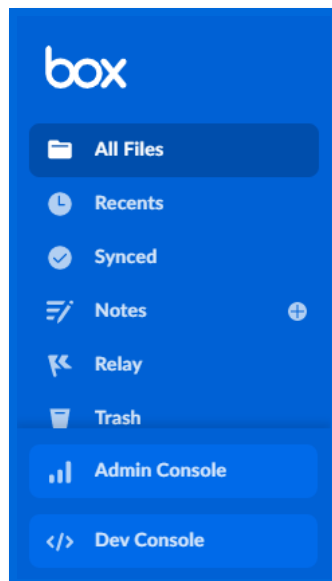 box
All Files
Recents
Synced
Notes
Relay
Trash
Admin Console
Dev Console